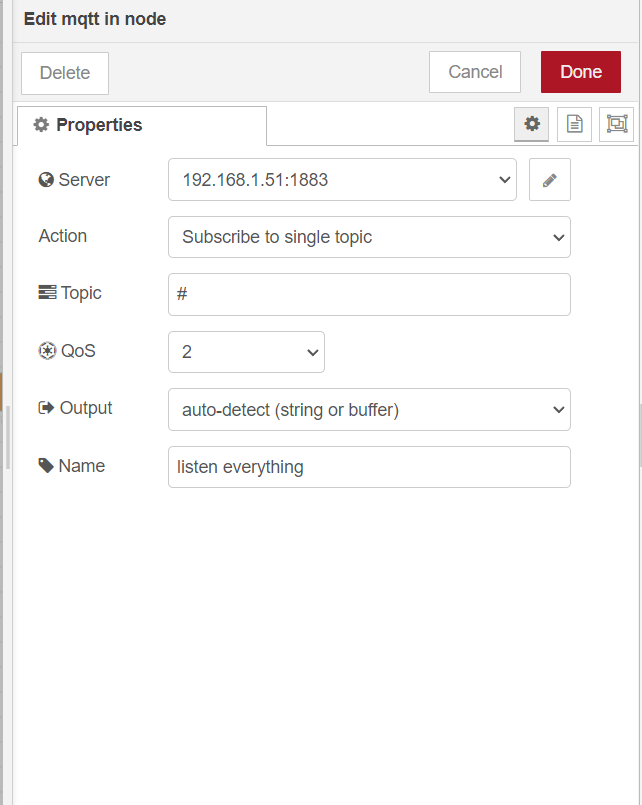 Edit mqtt in node
Delete
Cancel
Done
Properties
Server
192.168.1.51:1883
Action
Subscribe to single topic
Topic
#
QoS
2
Output
auto-detect (string or buffer)
Name
listen everything